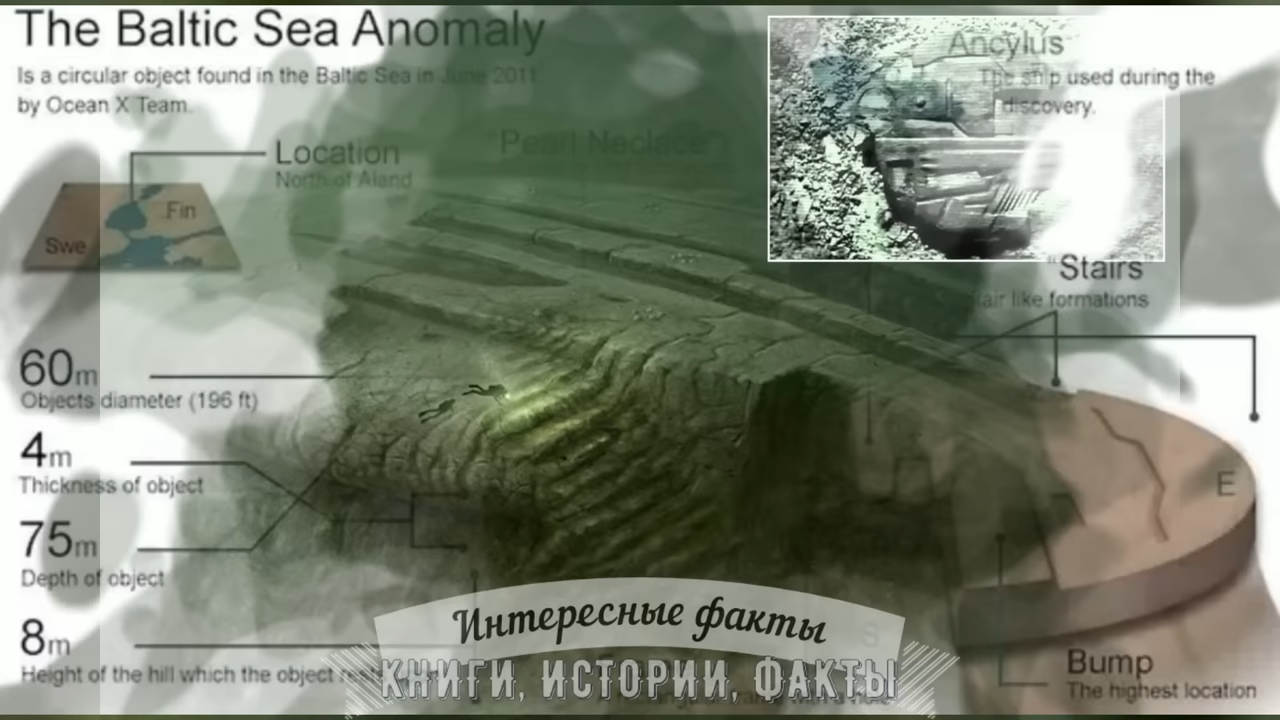 The Baltic Sea Anomaly
Is a circular object found in the Baltic Sea in June 2011
by Ocean X Team.
Ancylus
The ship used during the
discovery.
Location
North of Aland
Pearl Neclace
Fin
Swe
"Stairs"
air like formations
60m
Objects diameter (196 ft)
4m
Thickness of object
E
75m
Depth of object
8m
Height of the hill which the object
S
Bump
The highest location
Интересные факты
КНИГИ, ИСТОРИИ, ФАКТЫ